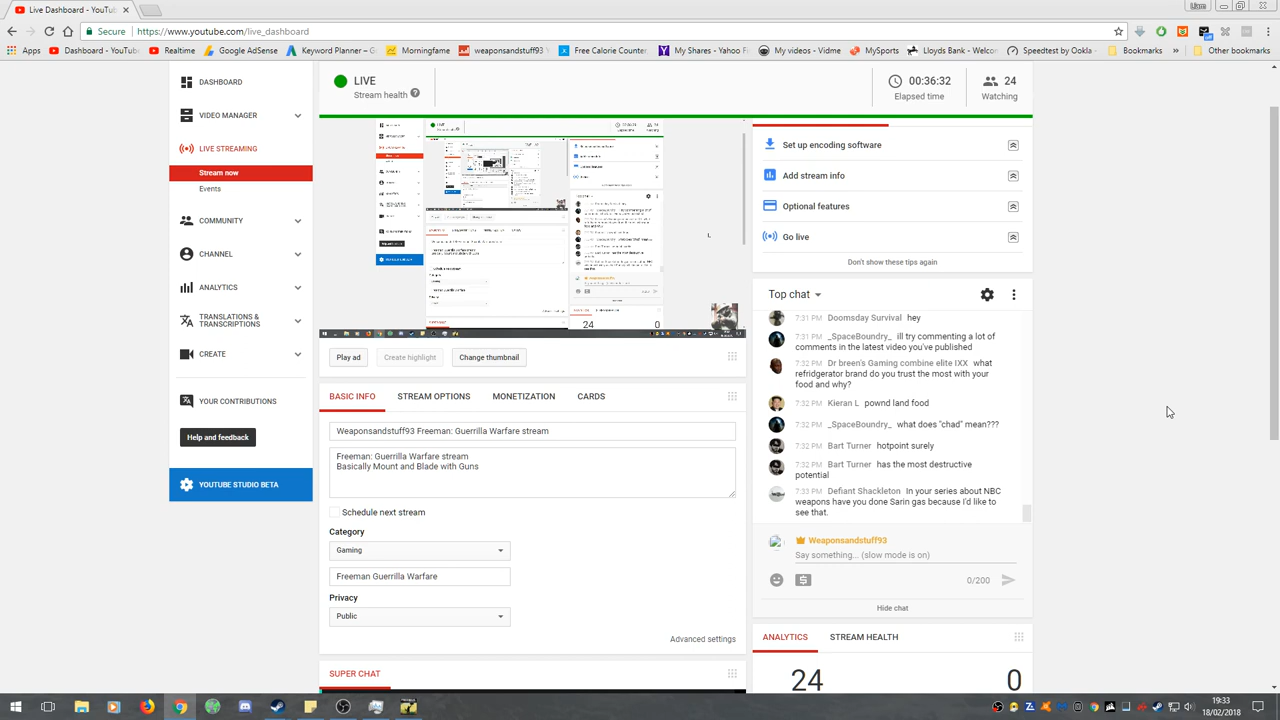 Live Dashboard - YouTu
Secure
https://www.youtube.com/live_dashboard
Apps
Dashboard - YouTub
Realtime
Google AdSense
Keyword Planner – G
Morningfame
weaponsandstuff93 Y
Free Calorie Counter
My Shares - Yahoo F
My Videos - Vidme
MySports
Lloyds Bank - Welcom
Speedtest by Ookla
Bookmarks
Other bookmarks
DASHBOARD
VIDEO MANAGER
LIVE STREAMING
Stream now
Events
COMMUNITY
CHANNEL
ANALYTICS
TRANSLATIONS &
TRANSCRIPTIONS
CREATE
YOUR CONTRIBUTIONS
Help and feedback
YOUTUBE STUDIO BETA
LIVE
Stream health
00:36:32
Elapsed time
24
Watching
24
0
Play ad
Create highlight
Change thumbnail
BASIC INFO
STREAM OPTIONS
MONETIZATION
CARDS
Weaponsandstuff93 Freeman: Guerrilla Warfare stream
Freeman: Guerrilla Warfare stream
Basically Mount and Blade with Guns
Schedule next stream
Category
Gaming
Freeman Guerrilla Warfare
Privacy
Public
Advanced settings
SUPER CHAT
Set up encoding software
Add stream info
Optional features
Go live
Don't show these tips again
Top chat
7:31 PM Doomsday Survival hey
7:31 PM _SpaceBoundry_ ill try commenting a lot of
comments in the latest video you've published
7:32 PM Dr breen's Gaming combine elite IXX what
refridgerator brand do you trust the most with your
food and why?
7:32 PM Kieran L pownd land food
7:32 PM _SpaceBoundry_ what does "chad" mean???
7:32 PM Bart Turner hotpoint surely
7:32 PM Bart Turner has the most destructive
potential
7:33 PM Defiant Shackleton In your series about NBC
weapons have you done Sarin gas because I'd like to
see that.
Weaponsandstuff93
Say something... (slow mode is on)
0/200
Hide chat
ANALYTICS
STREAM HEALTH
24
0
19:33
18/02/2018